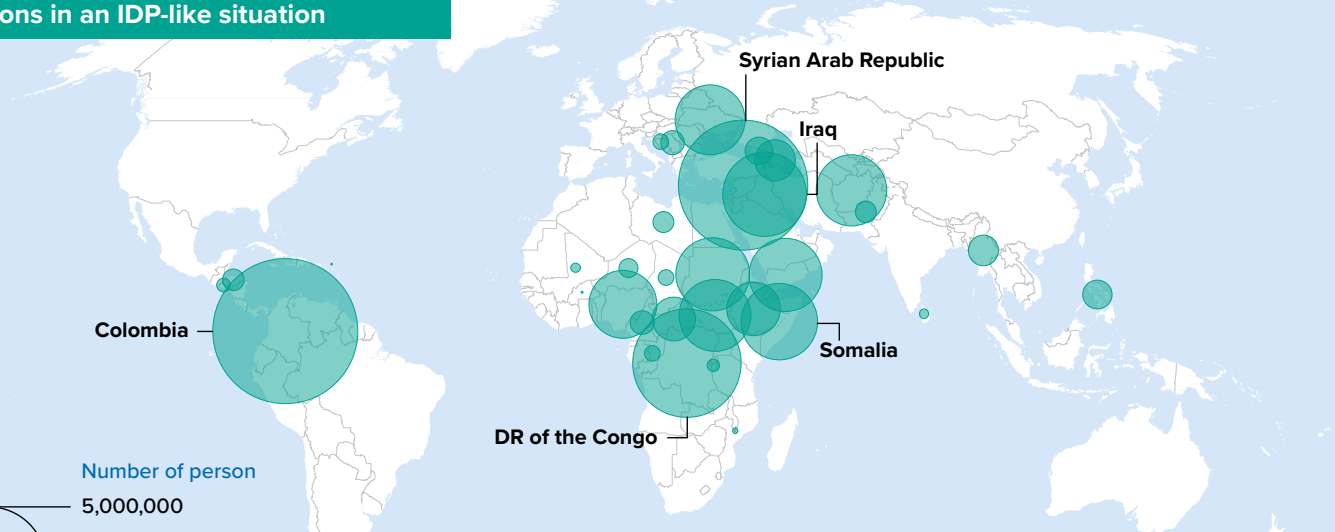 ons in an IDP-like situation
Syrian Arab Republic
Iraq
Colombia
Somalia
DR of the Congo
Number of person
5,000,000